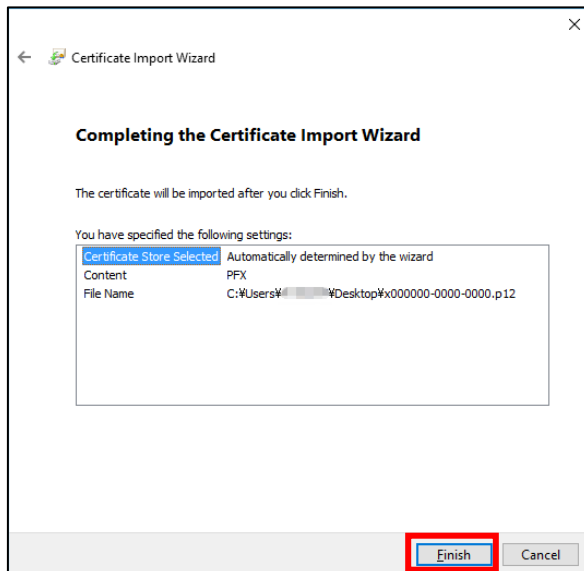 Certificate Import Wizard
Completing the Certificate Import Wizard
The certificate will be imported after you click Finish.
You have specified the following settings:
Certificate Store Selected Automatically determined by the wizard
Content PFX
File Name C:¥Users¥ ¥Desktop¥x000000-0000-0000.p12
Finish Cancel